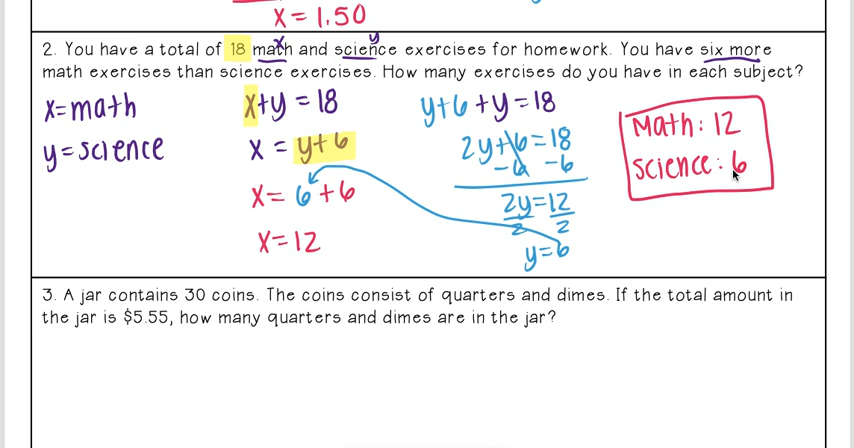 x = 1.50
2. You have a total of 18 math and science exercises for homework. You have six more
x y
math exercises than science exercises. How many exercises do you have in each subject?
x=math
y=science
x+y = 18
x = y+6
x= 6+6
x=12
y+6+y=18
2y+6=18
-6 -6
2y=12
2 2
y=6
Math: 12
Science: 6
3. A jar contains 30 coins. The coins consist of quarters and dimes. If the total amount in
the jar is $5.55, how many quarters and dimes are in the jar?